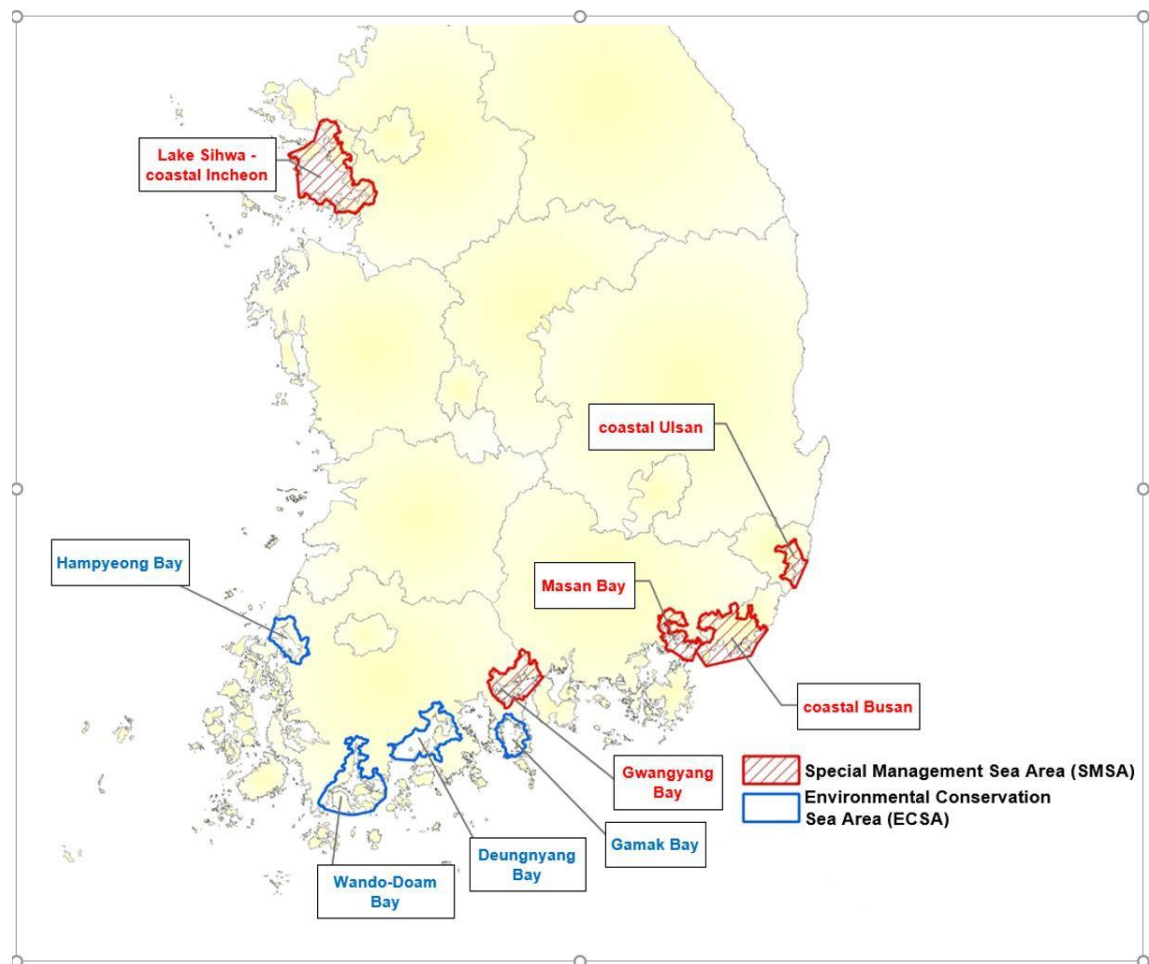 Lake Sihwa -
coastal Incheon
coastal Ulsan
Hampyeong Bay
Masan Bay
coastal Busan
Gwangyang
Bay
Gamak Bay
Deungnyang
Bay
Wando-Doam
Bay
Special Management Sea Area (SMSA)
Environmental Conservation
Sea Area (ECSA)